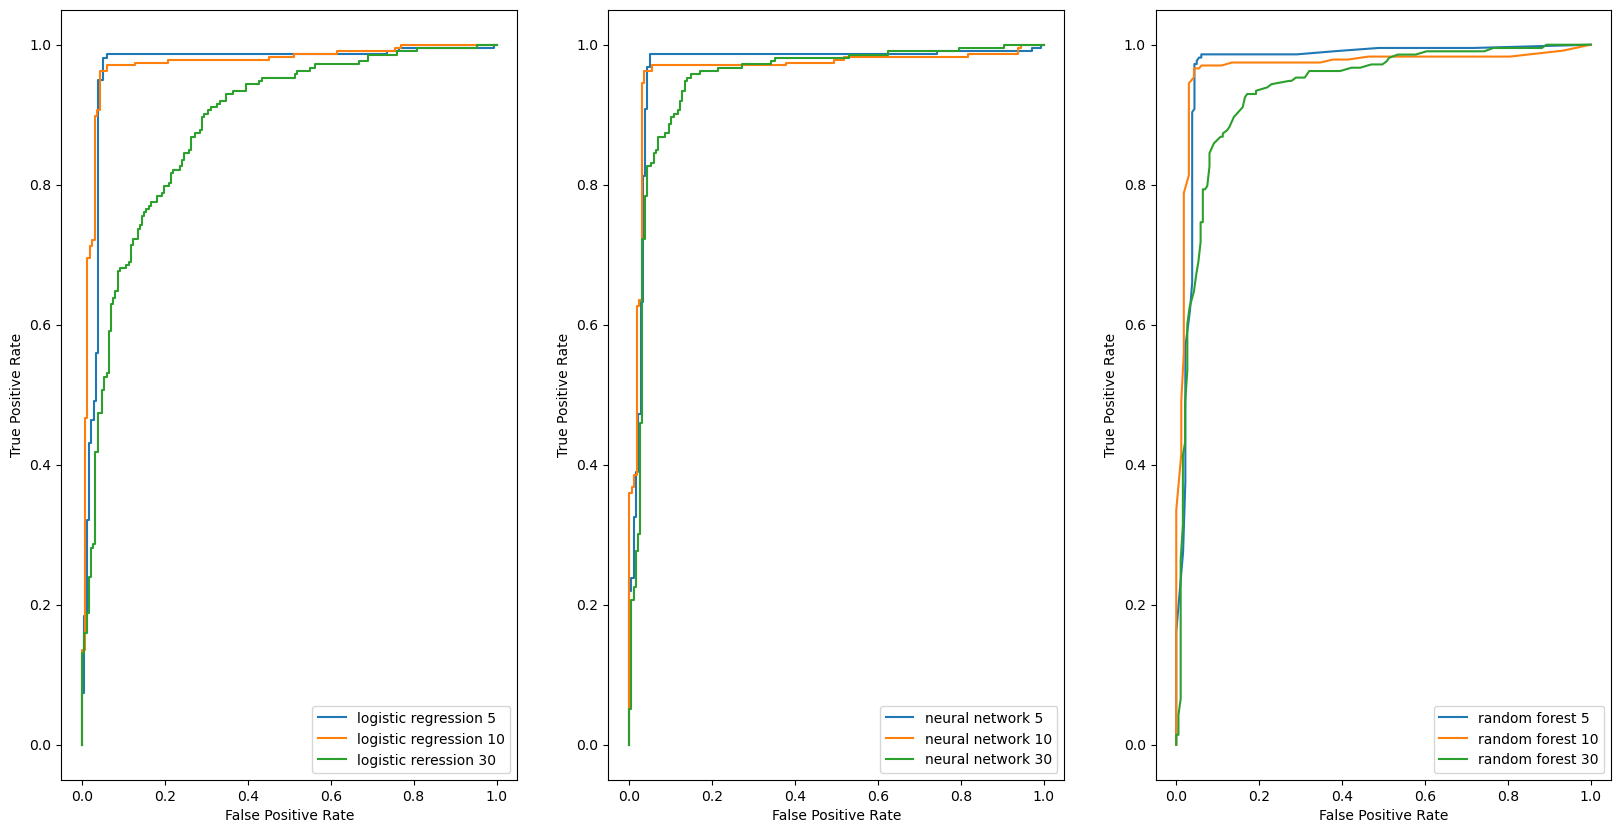 1.0
0.8
0.6
0.4
0.2
0.0
True Positive Rate
0.0 0.2 0.4 0.6 0.8 1.0
False Positive Rate
logistic regression 5
logistic regression 10
logistic reression 30
1.0
0.8
0.6
0.4
0.2
0.0
True Positive Rate
0.0 0.2 0.4 0.6 0.8 1.0
False Positive Rate
neural network 5
neural network 10
neural network 30
1.0
0.8
0.6
0.4
0.2
0.0
True Positive Rate
0.0 0.2 0.4 0.6 0.8 1.0
False Positive Rate
random forest 5
random forest 10
random forest 30